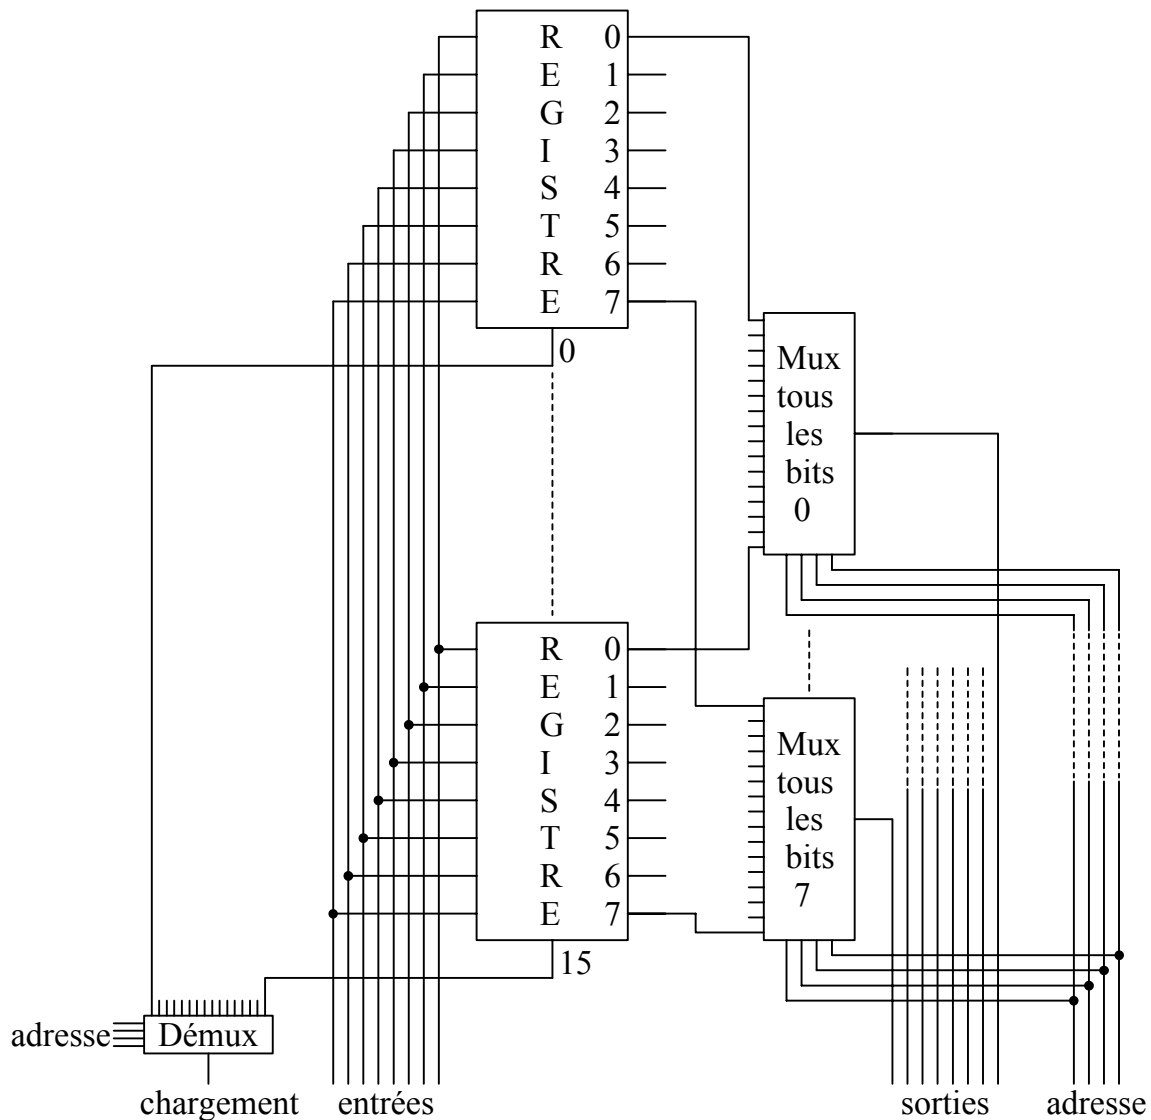 R 0
E 1
G 2
I 3
S 4
T 5
R 6
E 7
0
Mux
tous
les
bits
0
R 0
E 1
G 2
I 3
S 4
T 5
R 6
E 7
15
Mux
tous
les
bits
7
adresse
Démux
chargement
entrées
sorties
adresse